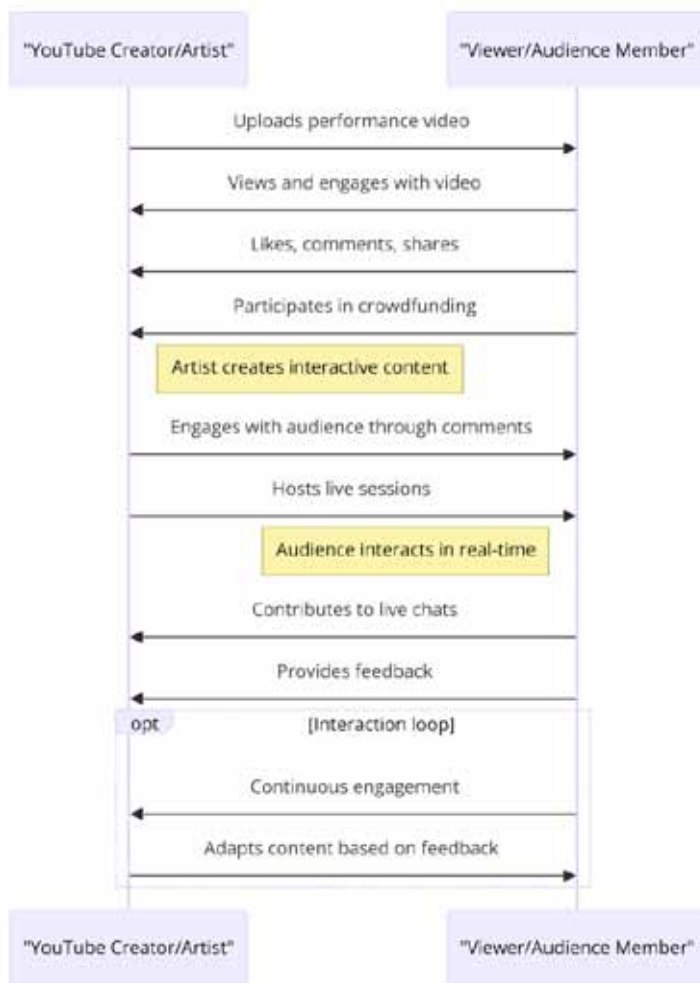 "YouTube Creator/Artist" "Viewer/Audience Member"
Uploads performance video
Views and engages with video
Likes, comments, shares
Participates in crowdfunding
Artist creates interactive content
Engages with audience through comments
Hosts live sessions
Audience interacts in real-time
Contributes to live chats
Provides feedback
opt [Interaction loop]
Continuous engagement
Adapts content based on feedback
"YouTube Creator/Artist" "Viewer/Audience Member"